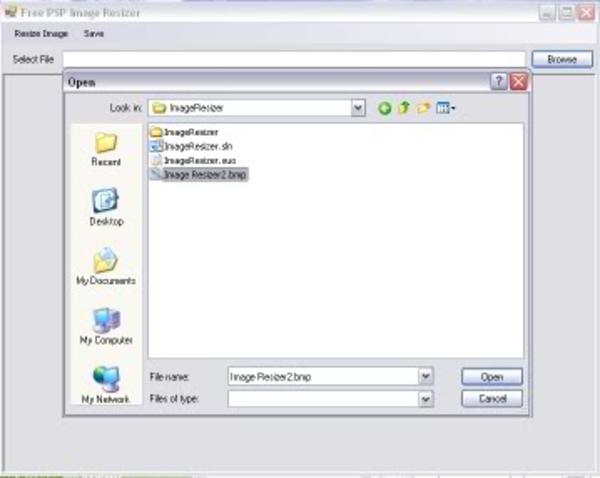 Free PSP Image Resizer
Resize Image Save
Select File Browse
Open
Look in: ImageResizer
ImageResizer
ImageResizer.sln
ImageResizer.suo
Image Resizer2.bmp
Recent
Desktop
My Documents
My Computer
My Network
File name: Image Resizer2.bmp Open
Files of type: Cancel